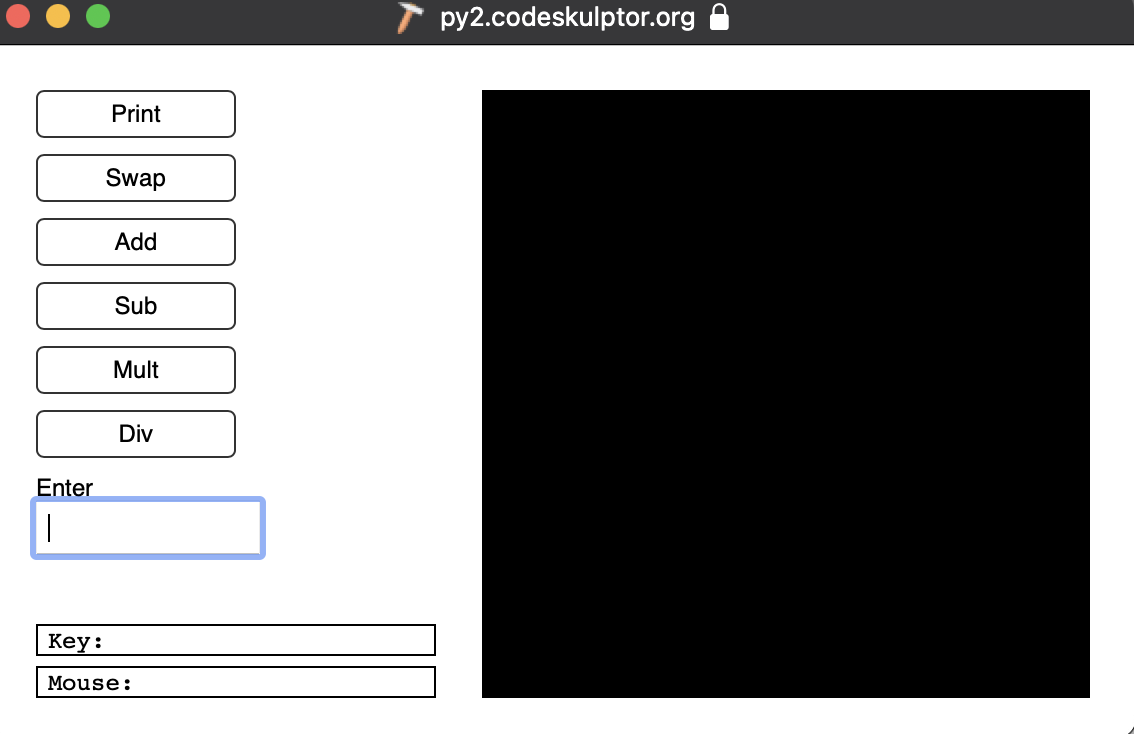 py2.codeskulptor.org
Print
Swap
Add
Sub
Mult
Div
Enter
Key:
Mouse: